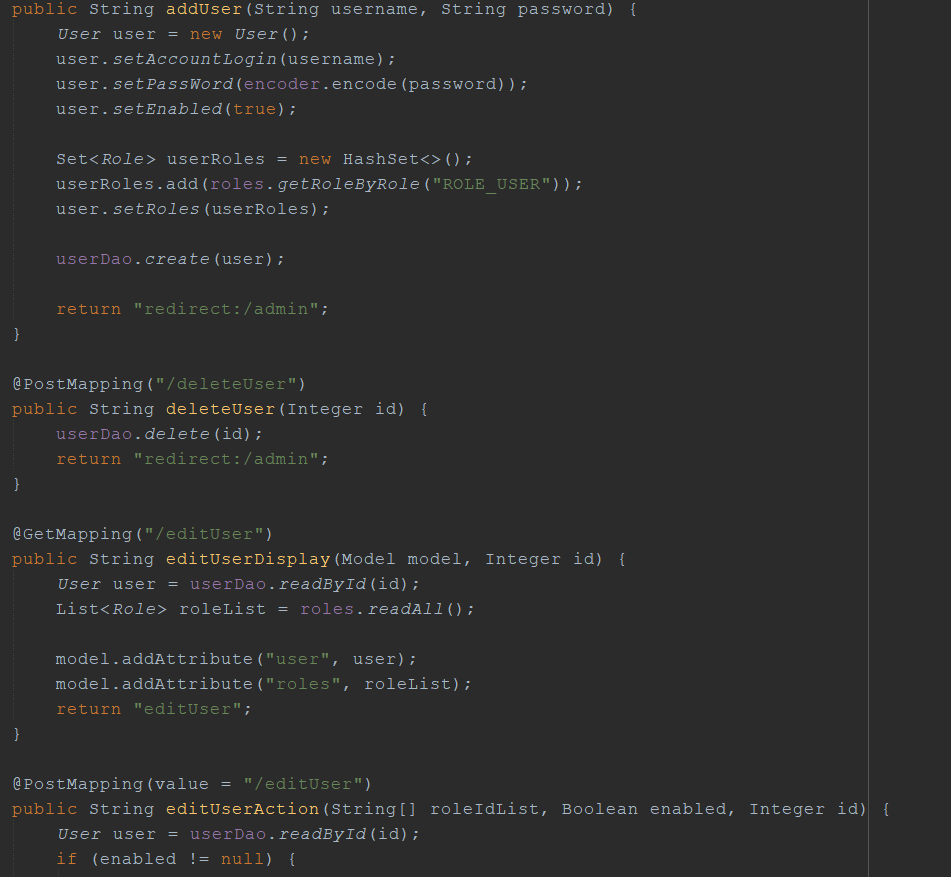 public String addUser(String username, String password) {
    User user = new User();
    user.setAccountLogin(username);
    user.setPassWord(encoder.encode(password));
    user.setEnabled(true);

    Set<Role> userRoles = new HashSet<>();
    userRoles.add(roles.getRoleByRole("ROLE_USER"));
    user.setRoles(userRoles);

    userDao.create(user);

    return "redirect:/admin";
}

@PostMapping("/deleteUser")
public String deleteUser(Integer id) {
    userDao.delete(id);
    return "redirect:/admin";
}

@GetMapping("/editUser")
public String editUserDisplay(Model model, Integer id) {
    User user = userDao.readById(id);
    List<Role> roleList = roles.readAll();

    model.addAttribute("user", user);
    model.addAttribute("roles", roleList);
    return "editUser";
}

@PostMapping(value = "/editUser")
public String editUserAction(String[] roleIdList, Boolean enabled, Integer id) {
    User user = userDao.readById(id);
    if (enabled != null) {